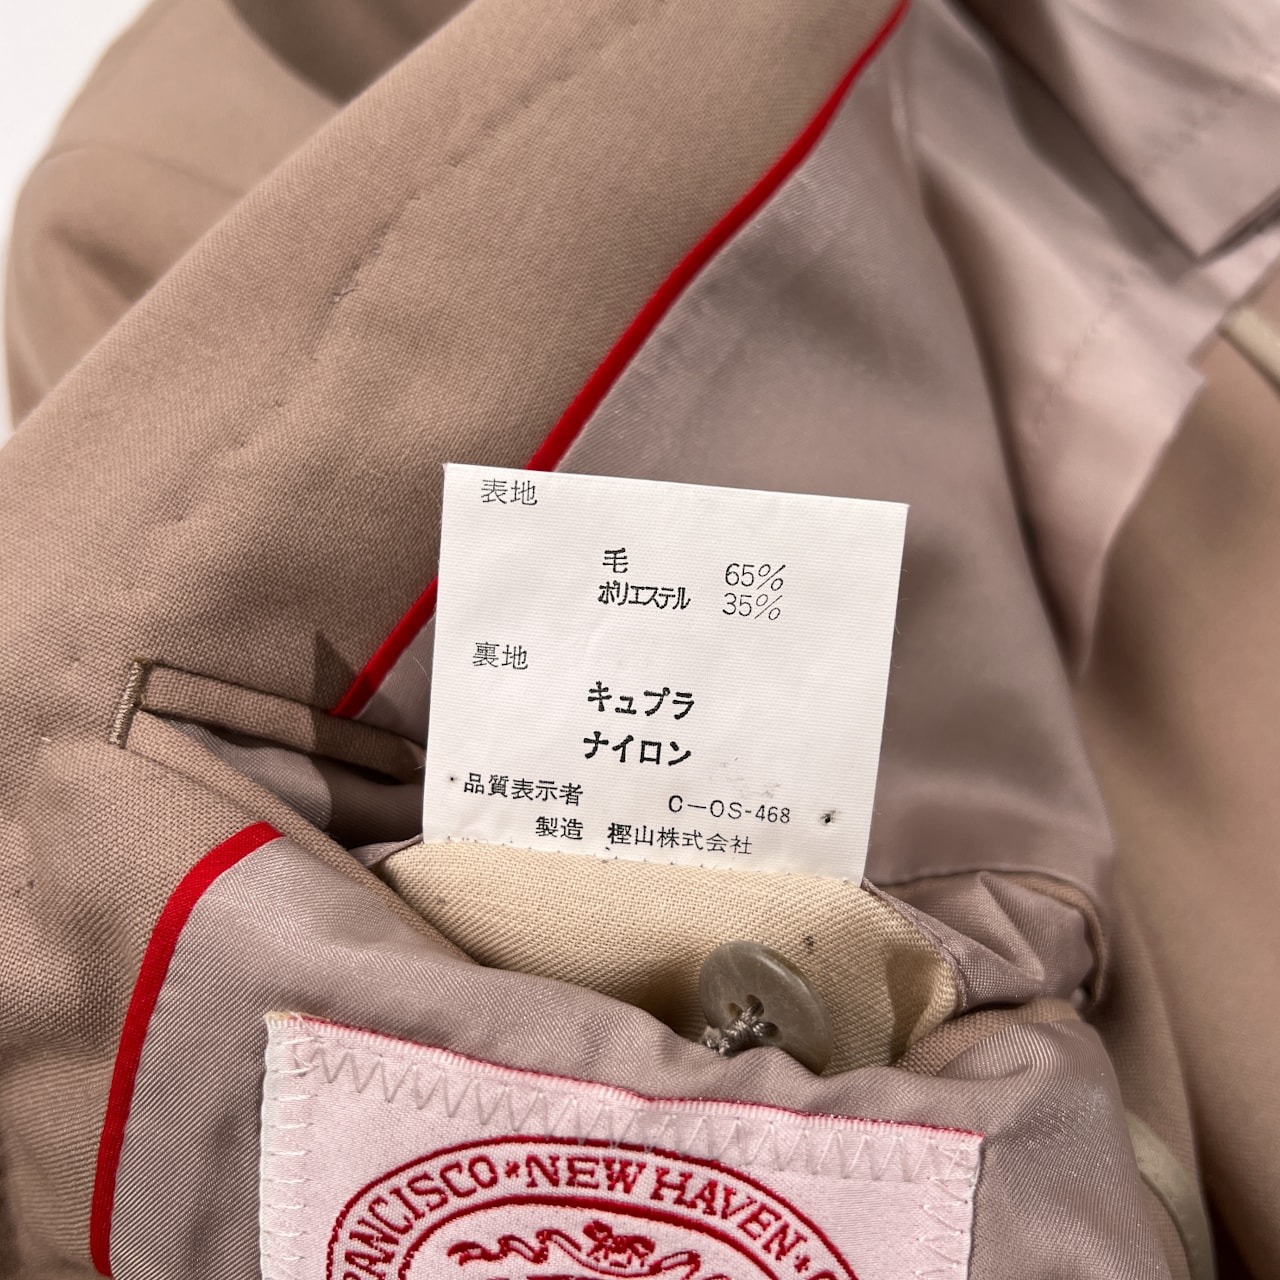 表地
毛 65%
ポリエステル 35%
裏地
キュプラ
ナイロン
品質表示者 C-OS-468
製造 樫山株式会社
FRANCISCO * NEW HAVEN *